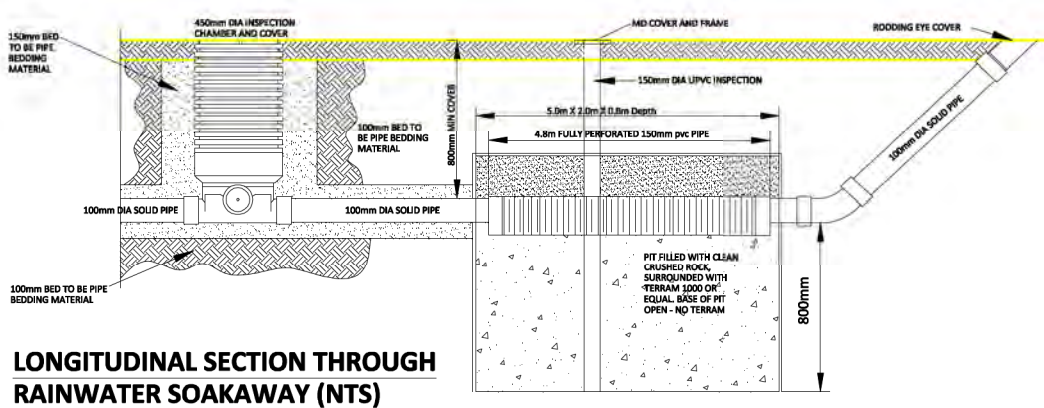 450mm DIA INSPECTION
CHAMBER AND COVER
MD COVER AND FRAME
RODDING EYE COVER
150mm BED
TO BE PIPE
BEDDING
MATERIAL
800mm MIN COVER
150mm DIA UPVC INSPECTION
5.0m X 2.0m X 0.8m Depth
100mm BED TO
BE PIPE BEDDING
MATERIAL
4.8m FULLY PERFORATED 150mm pvc PIPE
100mm DIA SOLID PIPE
100mm DIA SOLID PIPE
100mm DIA SOLID PIPE
PIT FILLED WITH CLEAN
CRUSHED ROCK,
SURROUNDED WITH
TERRAM 1000 OR
EQUAL. BASE OF PIT
OPEN - NO TERRAM
800mm
100mm BED TO BE PIPE
BEDDING MATERIAL
LONGITUDINAL SECTION THROUGH
RAINWATER SOAKAWAY (NTS)